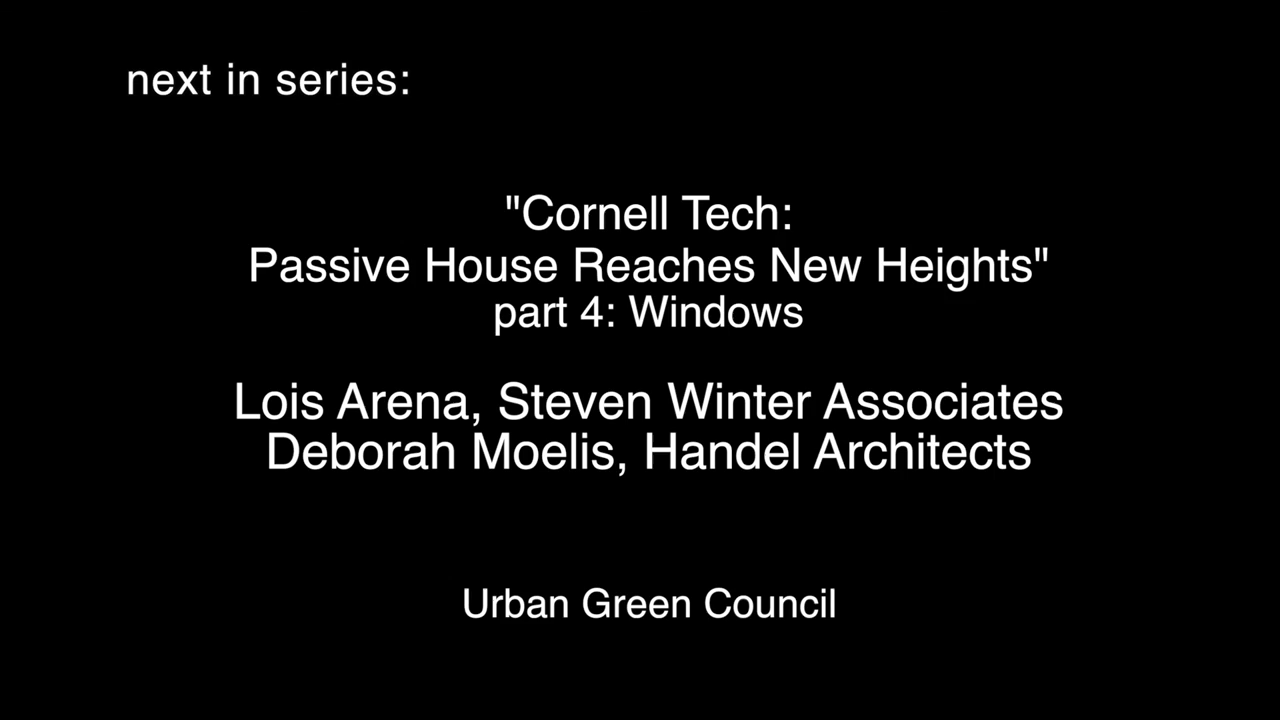 next in series:
"Cornell Tech:
Passive House Reaches New Heights"
part 4: Windows
Lois Arena, Steven Winter Associates
Deborah Moelis, Handel Architects
Urban Green Council